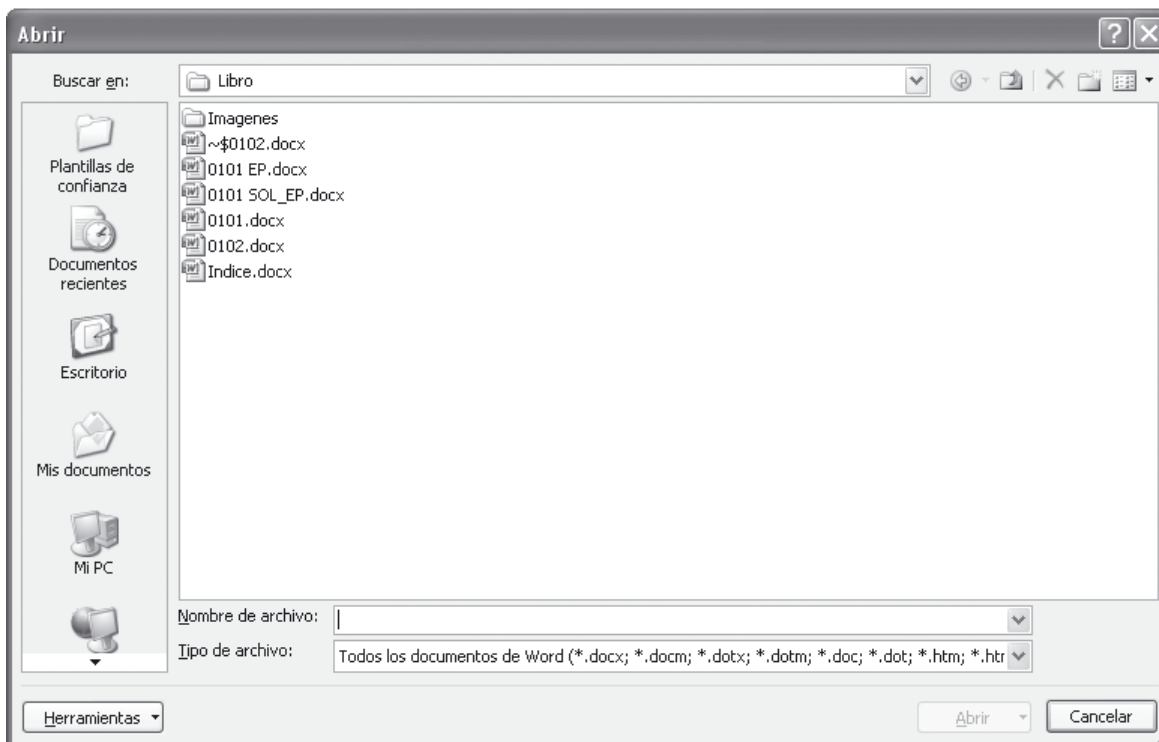 Abrir
Buscar en:
Libro
Plantillas de
confianza
Documentos
recientes
Escritorio
Mis documentos
Mi PC
Imagenes
~$0102.docx
0101 EP.docx
0101 SOL_EP.docx
0101.docx
0102.docx
Indice.docx
Nombre de archivo:
Tipo de archivo:
Todos los documentos de Word (*.docx; *.docm; *.dotx; *.dotm; *.doc; *.dot; *.htm; *.htr
Herramientas
Abrir
Cancelar